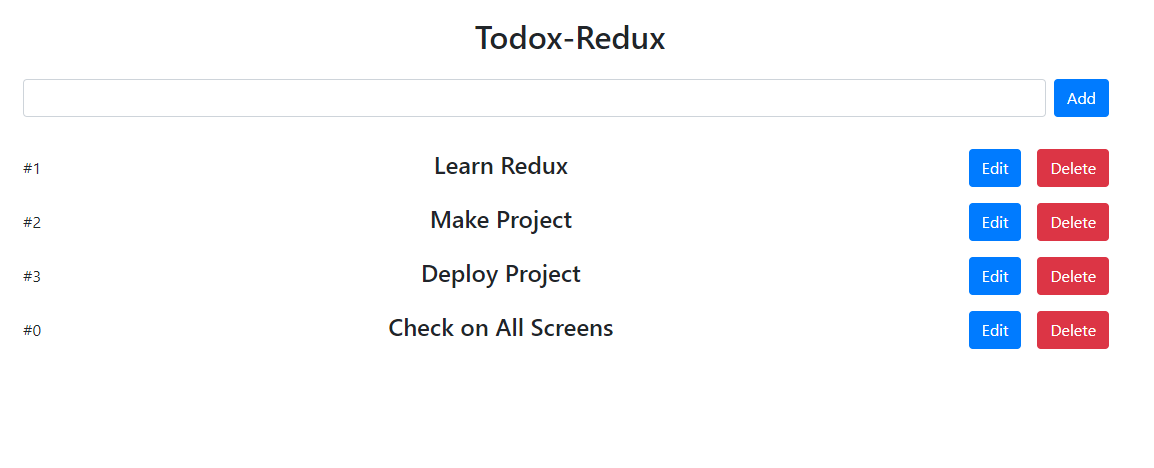 Todox-Redux
Add
#1 Learn Redux Edit Delete
#2 Make Project Edit Delete
#3 Deploy Project Edit Delete
#0 Check on All Screens Edit Delete